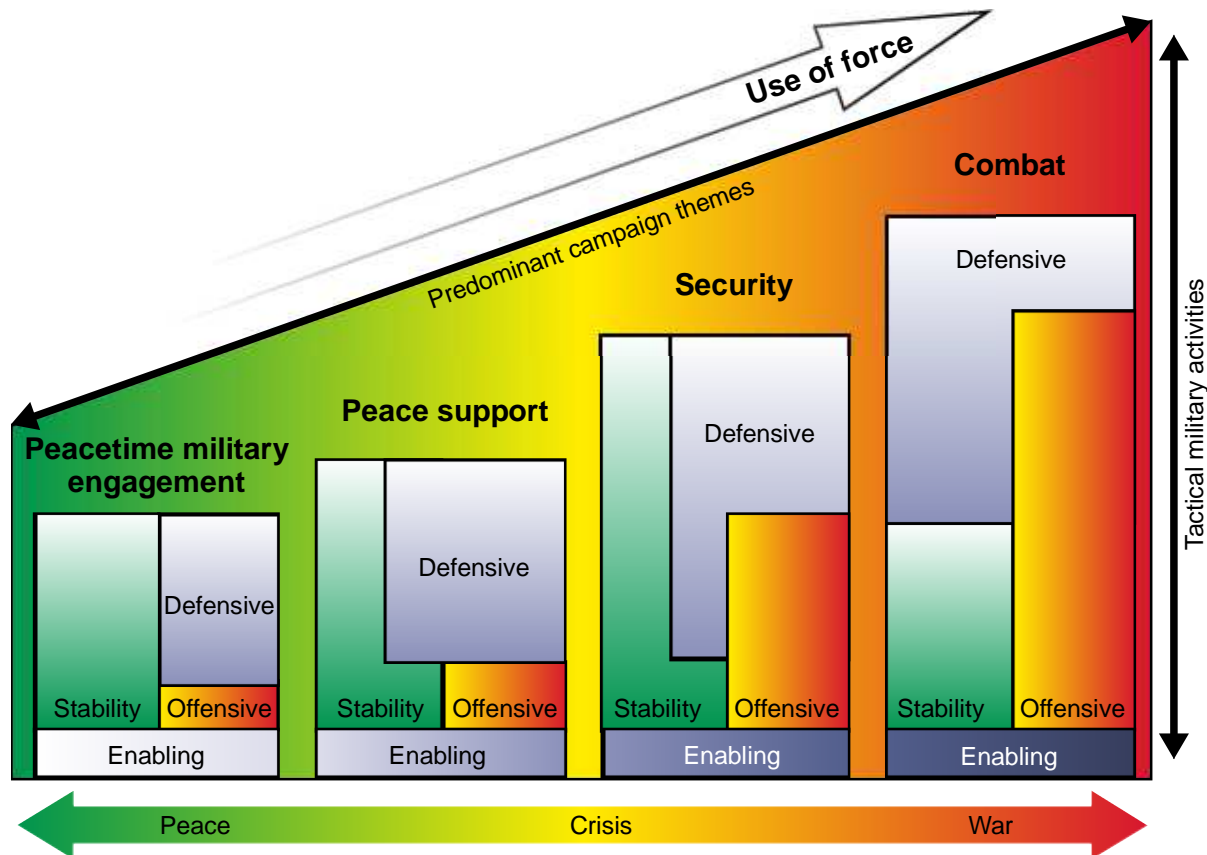 Use of force
Predominant campaign themes
Combat
Defensive
Security
Defensive
Peace support
Defensive
Peacetime military
engagement
Defensive
Stability
Offensive
Enabling
Stability
Offensive
Enabling
Stability
Offensive
Enabling
Stability
Offensive
Enabling
Tactical military activities
Peace
Crisis
War